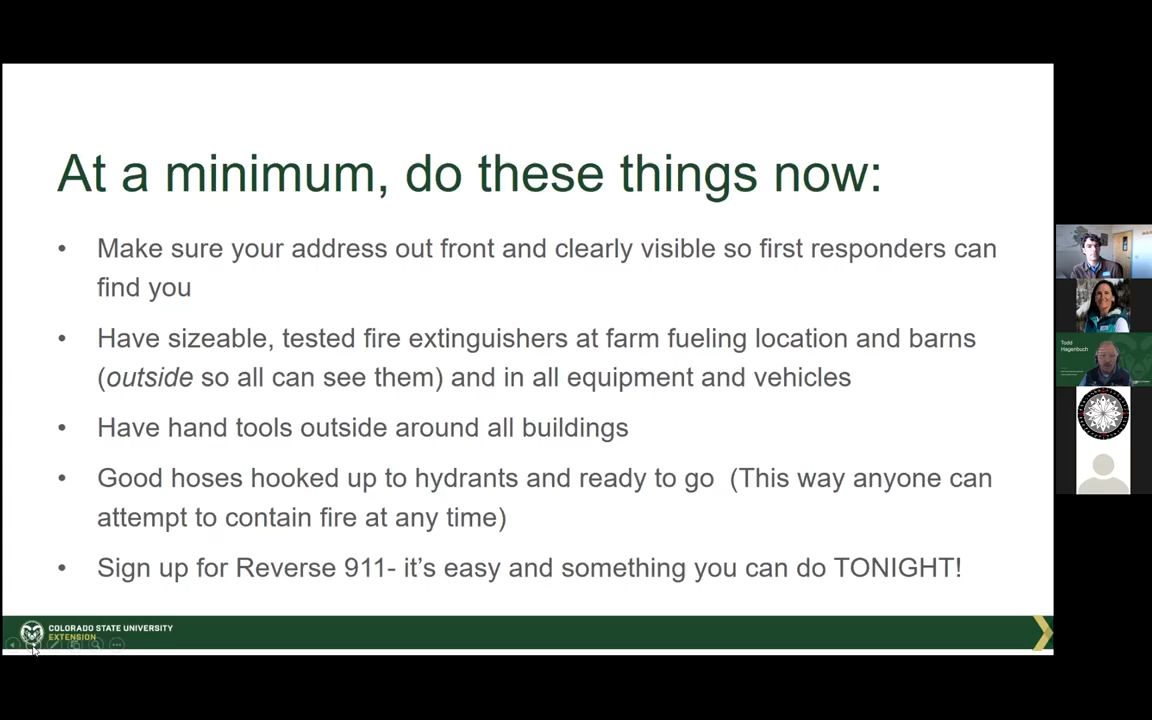 At a minimum, do these things now:
• Make sure your address out front and clearly visible so first responders can
find you
• Have sizeable, tested fire extinguishers at farm fueling location and barns
(outside so all can see them) and in all equipment and vehicles
• Have hand tools outside around all buildings
• Good hoses hooked up to hydrants and ready to go (This way anyone can
attempt to contain fire at any time)
• Sign up for Reverse 911- it’s easy and something you can do TONIGHT!
COLORADO STATE UNIVERSITY
EXTENSION
Todd
Hagenbuch